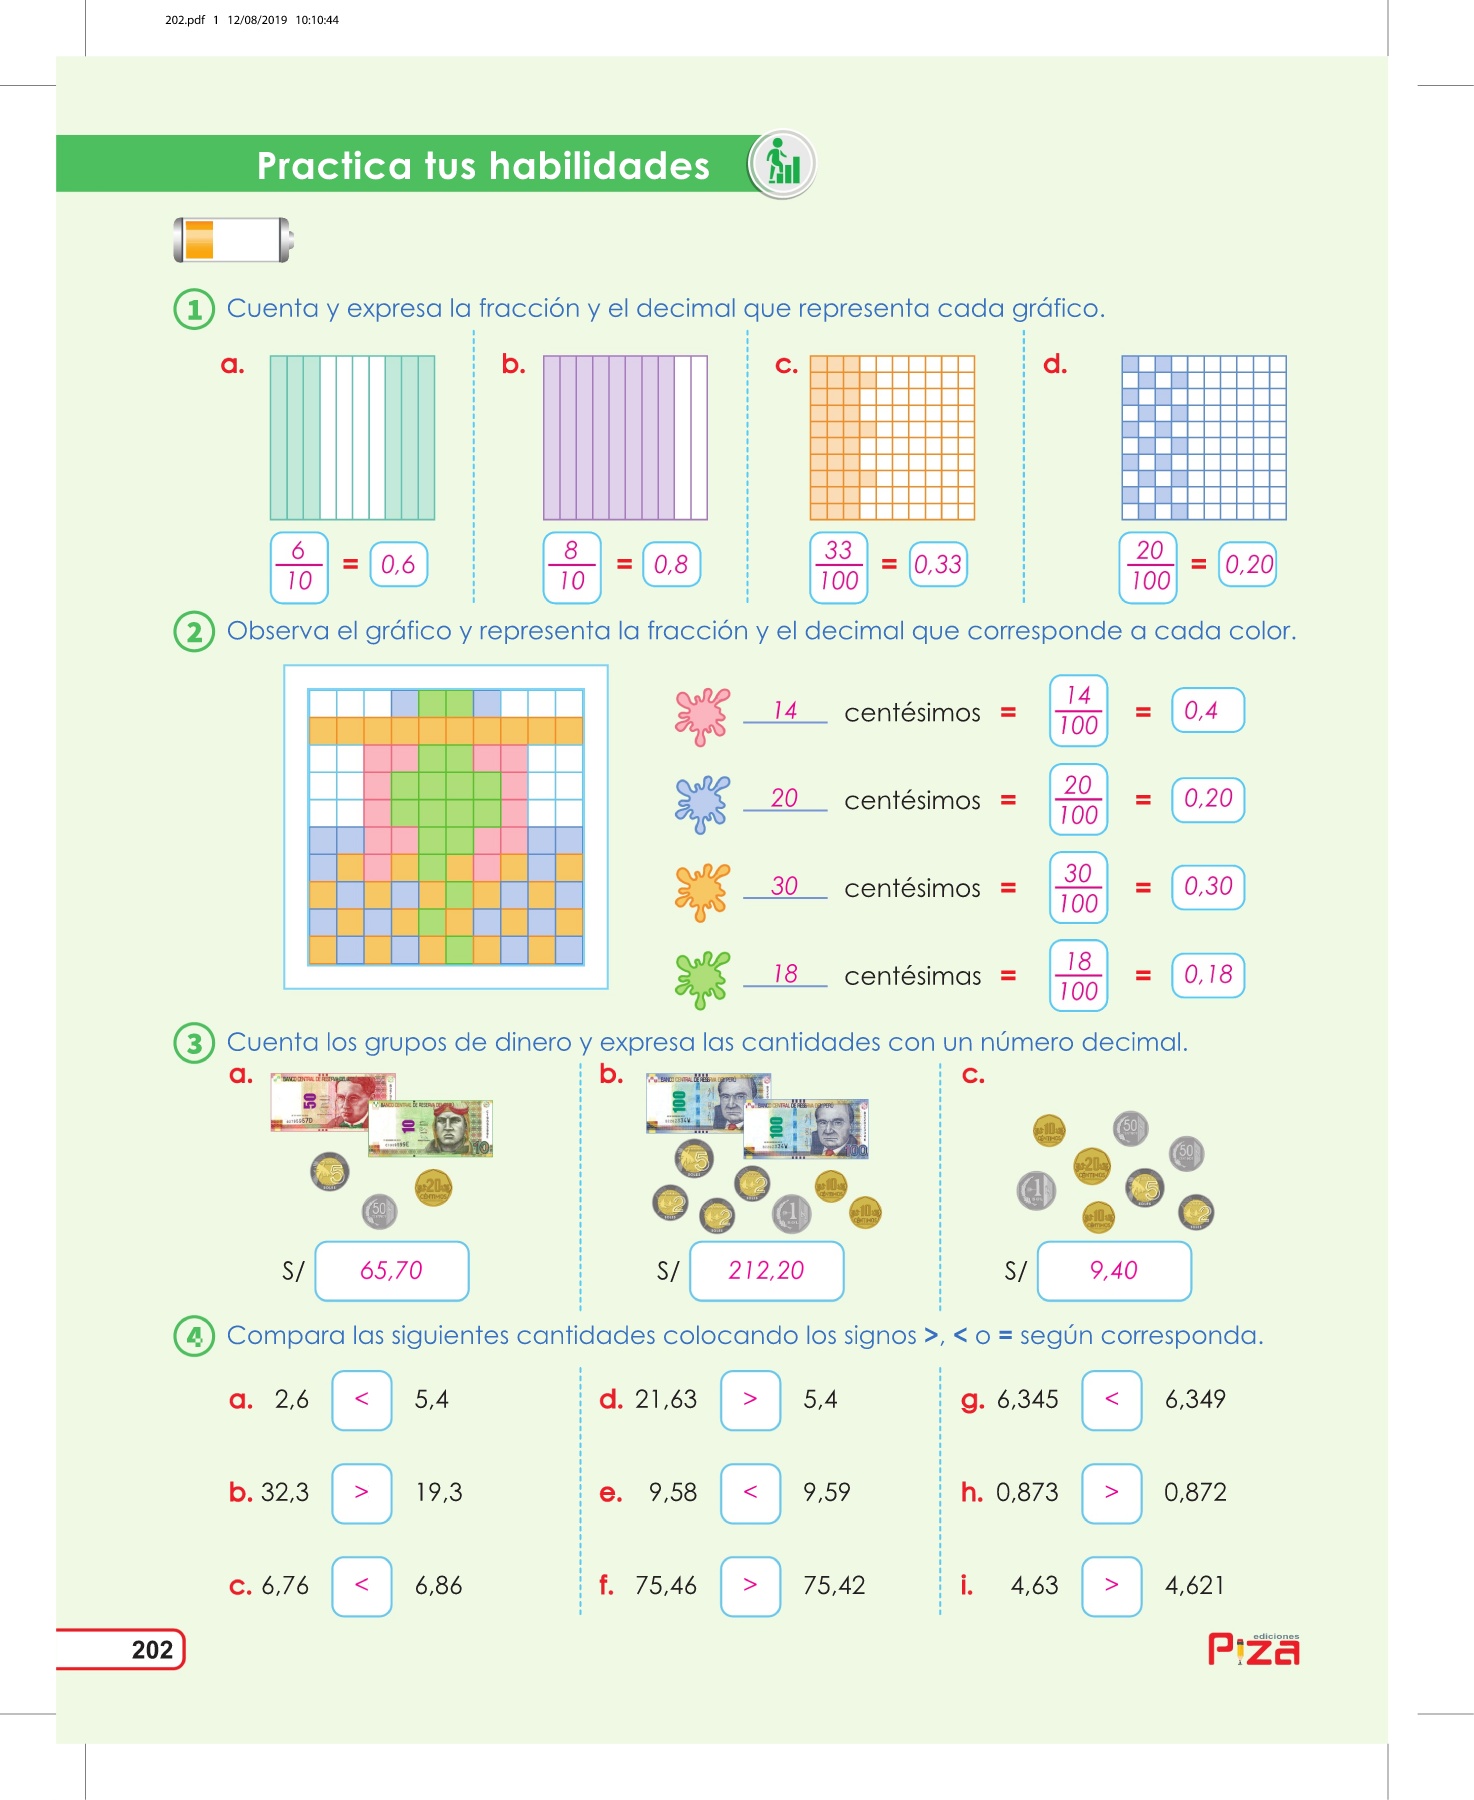 202.pdf 1 12/08/2019 10:10:44
Practica tus habilidades
1 Cuenta y expresa la fracción y el decimal que representa cada gráfico.
a. b. c. d.
6/10 = 0,6 8/10 = 0,8 33/100 = 0,33 20/100 = 0,20
2 Observa el gráfico y representa la fracción y el decimal que corresponde a cada color.
14 centésimos = 14/100 = 0,4
20 centésimos = 20/100 = 0,20
30 centésimos = 30/100 = 0,30
18 centésimas = 18/100 = 0,18
3 Cuenta los grupos de dinero y expresa las cantidades con un número decimal.
a. b. c.
S/ 65,70 S/ 212,20 S/ 9,40
4 Compara las siguientes cantidades colocando los signos >, < o = según corresponda.
a. 2,6 < 5,4 d. 21,63 > 5,4 g. 6,345 < 6,349
b. 32,3 > 19,3 e. 9,58 < 9,59 h. 0,873 > 0,872
c. 6,76 < 6,86 f. 75,46 > 75,42 i. 4,63 > 4,621
202
ediciones
Piza